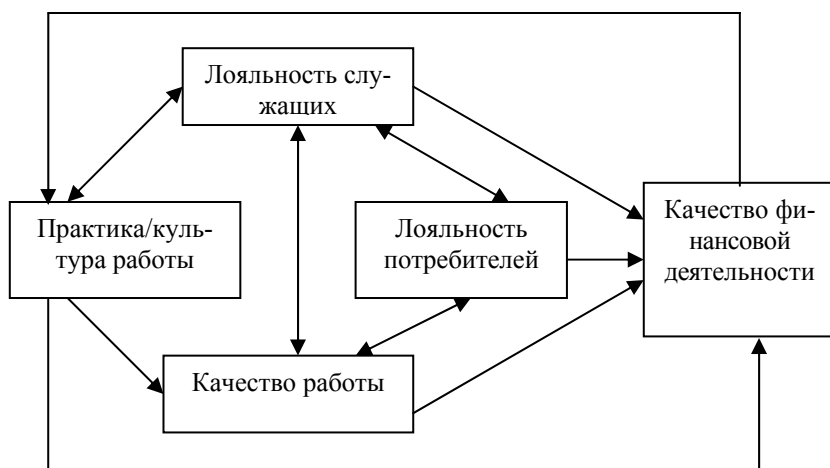 Лояльность слу-
жащих
Практика/куль-
тура работы
Лояльность
потребителей
Качество фи-
нансовой
деятельности
Качество работы